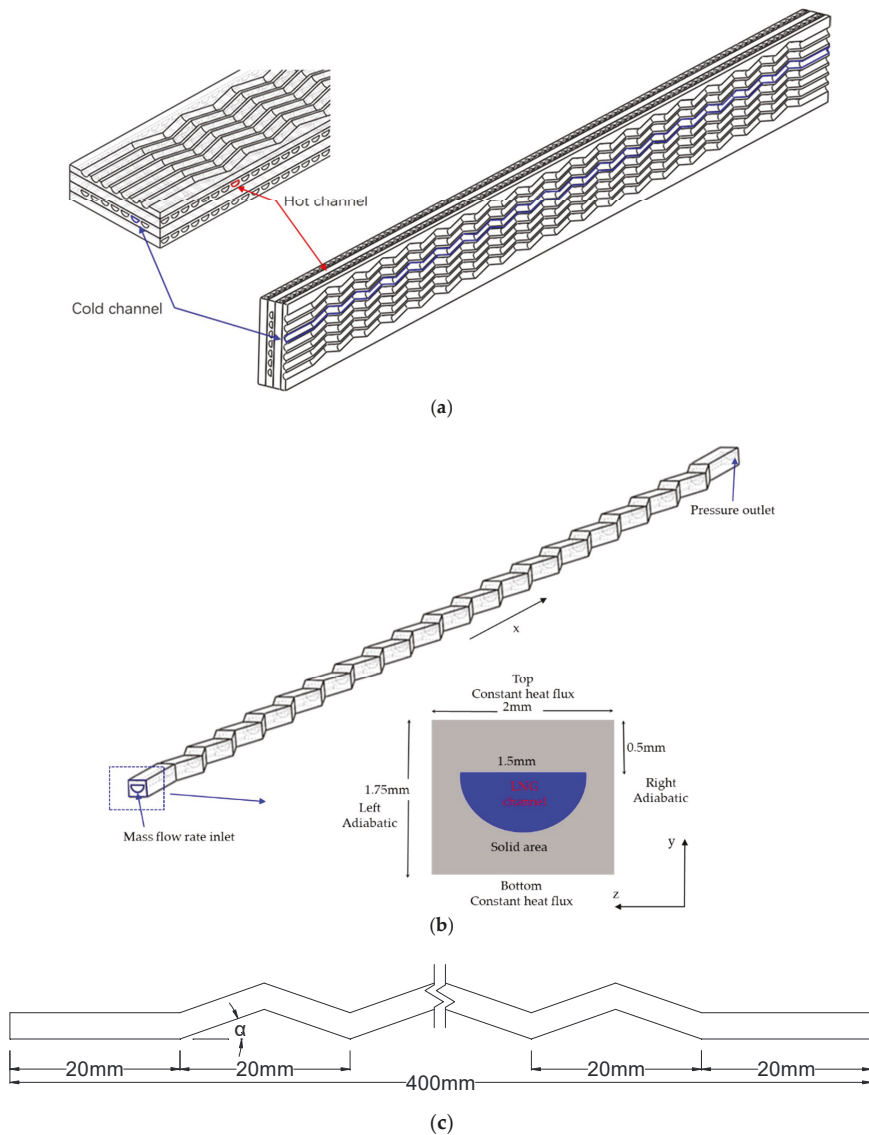 Hot channel
Cold channel
(a)
Pressure outlet
x
Top
Constant heat flux
2mm
0.5mm
1.5mm
1.75mm
LNG
channel
Right
Adiabatic
Left
Adiabatic
Mass flow rate inlet
Solid area
y
Bottom
Constant heat flux
z
(b)
α
20mm
20mm
20mm
20mm
400mm
(c)